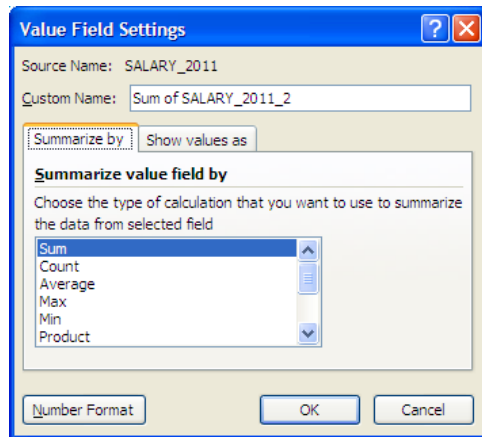 Value Field Settings
Source Name: SALARY_2011
Custom Name: Sum of SALARY_2011_2
Summarize by Show values as
Summarize value field by
Choose the type of calculation that you want to use to summarize
the data from selected field
Sum
Count
Average
Max
Min
Product
Number Format OK Cancel